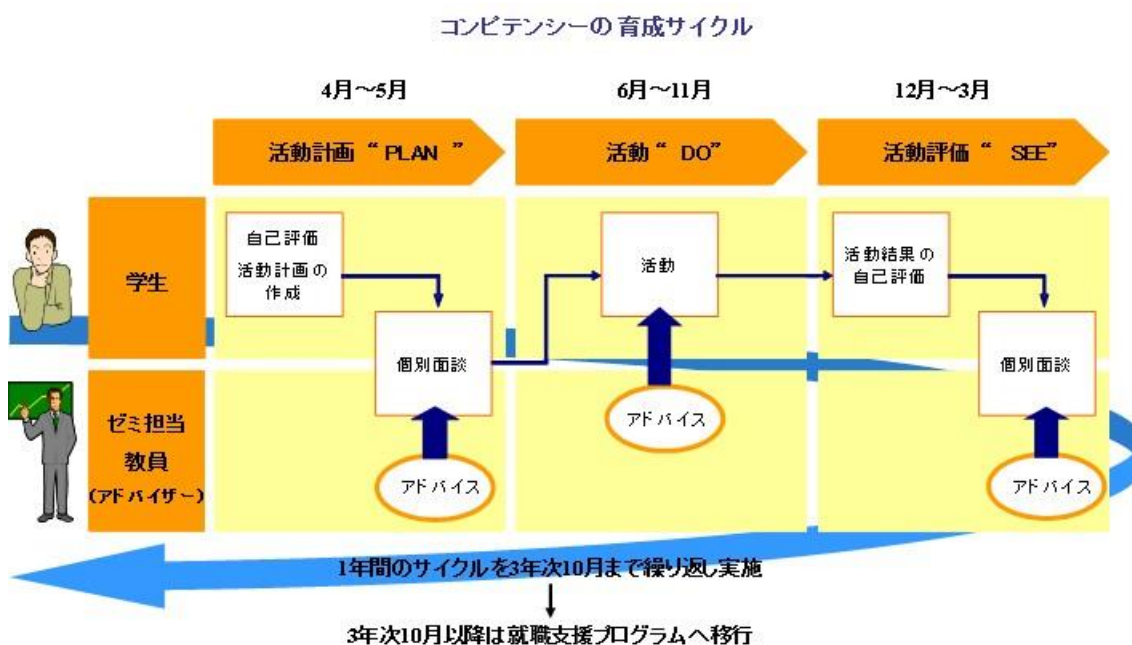 コンピテンシーの育成サイクル
4月～5月
6月～11月
12月～3月
活動計画“PLAN ”
活動“ DO”
活動評価“ SEE”
学生
自己評価
活動計画の
作成
個別面談
活動
活動結果の
自己評価
個別面談
ゼミ担当
教員
(アドバイザー)
アドバイス
アドバイス
アドバイス
1年間のサイクルを3年次10月まで繰り返し実施
3年次10月以降は就職支援プログラムへ移行